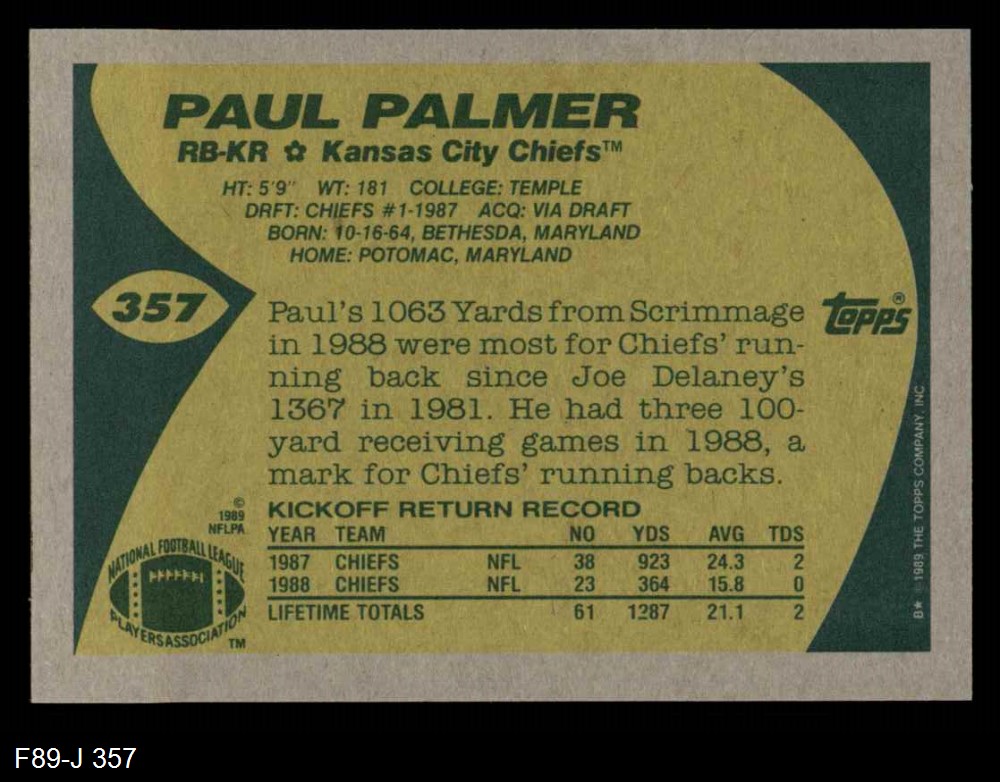 PAUL PALMER
RB-KR ✿ Kansas City Chiefs™
HT: 5'9" WT: 181 COLLEGE: TEMPLE
DRFT: CHIEFS #1-1987 ACQ: VIA DRAFT
BORN: 10-16-64, BETHESDA, MARYLAND
HOME: POTOMAC, MARYLAND
357
Paul's 1063 Yards from Scrimmage
in 1988 were most for Chiefs' run-
ning back since Joe Delaney's
1367 in 1981. He had three 100-
yard receiving games in 1988, a
mark for Chiefs' running backs.
topps®
KICKOFF RETURN RECORD
YEAR TEAM NO YDS AVG TDS
1987 CHIEFS NFL 38 923 24.3 2
1988 CHIEFS NFL 23 364 15.8 0
LIFETIME TOTALS 61 1287 21.1 2
©
1989
NFLPA
NATIONAL FOOTBALL LEAGUE
PLAYERS ASSOCIATION
TM
B* 1989 THE TOPPS COMPANY, INC.
F89-J 357